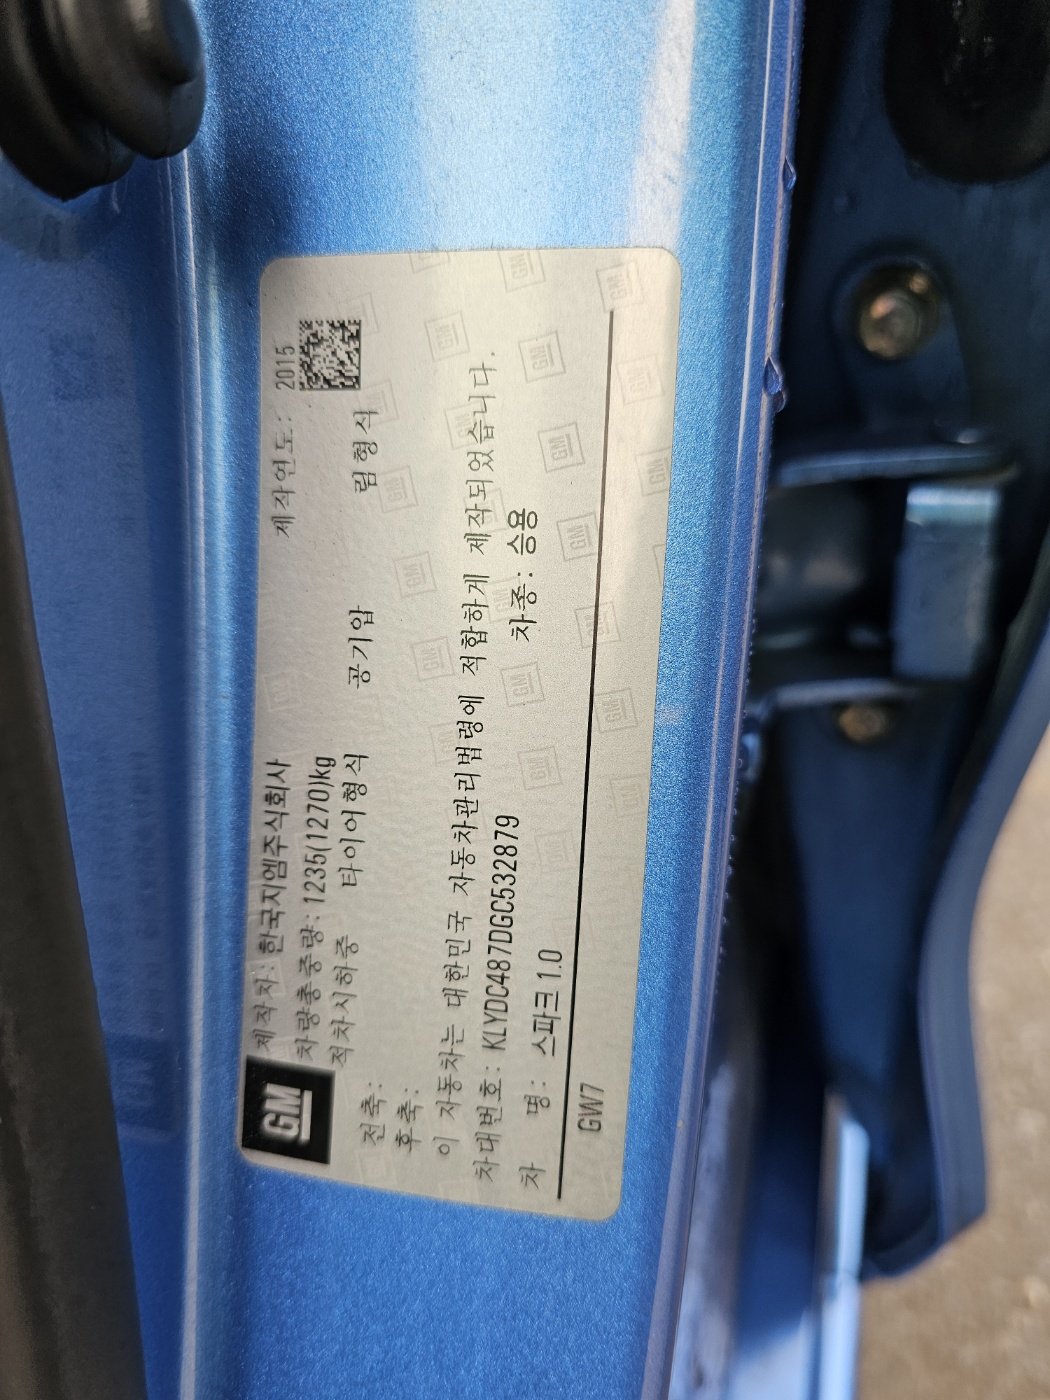 GM 제작자: 한국지엠주식회사 제작연도: 2015
차량총중량: 1235(1270)kg
적차시하중 타이어형식 공기압 림형식
전축:
후축:
이 자동차는 대한민국 자동차관리법령에 적합하게 제작되었습니다.
차대번호: KLYDC487DGC532879 차종: 승용
차 명: 스파크 1.0
GW7